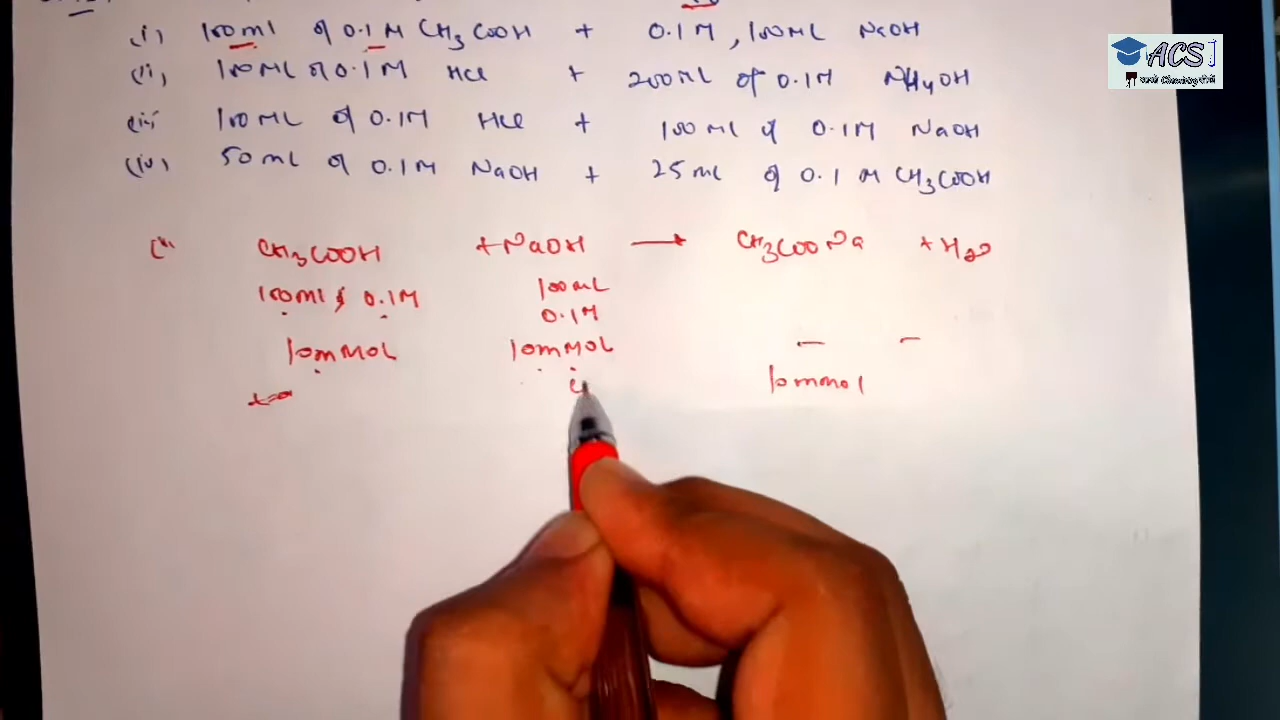 (i) 100ml of 0.1M CH3COOH + 0.1M, 100ML NaOH
(ii) 100ML of 0.1M HCl + 200ml of 0.1M NH4OH
(iii) 100ML of 0.1M HCl + 100ml of 0.1M NaOH
(iv) 50ml of 0.1M NaOH + 25ml of 0.1M CH3COOH
CH3COOH + NaOH → CH3COONa + H2O
100ml of 0.1M 100mL
0.1M
10mMOL 10mMOL — –
10mmol
ACS